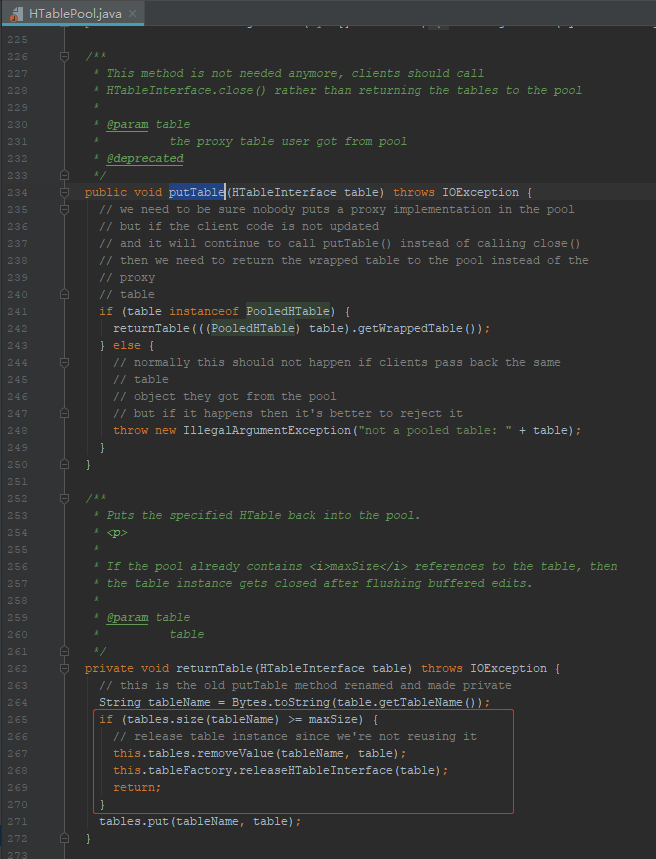 HTablePool.java
225
226 /**
227 * This method is not needed anymore, clients should call
228 * HTableInterface.close() rather than returning the tables to the pool
229 *
230 * @param table
231 * the proxy table user got from pool
232 * @deprecated
233 */
234 public void putTable(HTableInterface table) throws IOException {
235 // we need to be sure nobody puts a proxy implementation in the pool
236 // but if the client code is not updated
237 // and it will continue to call putTable() instead of calling close()
238 // then we need to return the wrapped table to the pool instead of the
239 // proxy
240 // table
241 if (table instanceof PooledHTable) {
242 returnTable(((PooledHTable) table).getWrappedTable());
243 } else {
244 // normally this should not happen if clients pass back the same
245 // table
246 // object they got from the pool
247 // but if it happens then it's better to reject it
248 throw new IllegalArgumentException("not a pooled table: " + table);
249 }
250 }
251
252 /**
253 * Puts the specified HTable back into the pool.
254 * <p>
255 *
256 * If the pool already contains <i>maxSize</i> references to the table, then
257 * the table instance gets closed after flushing buffered edits.
258 *
259 * @param table
260 * table
261 */
262 private void returnTable(HTableInterface table) throws IOException {
263 // this is the old putTable method renamed and made private
264 String tableName = Bytes.toString(table.getTableName());
265 if (tables.size(tableName) >= maxSize) {
266 // release table instance since we're not reusing it
267 this.tables.removeValue(tableName, table);
268 this.tableFactory.releaseHTableInterface(table);
269 return;
270 }
271 tables.put(tableName, table);
272 }
273